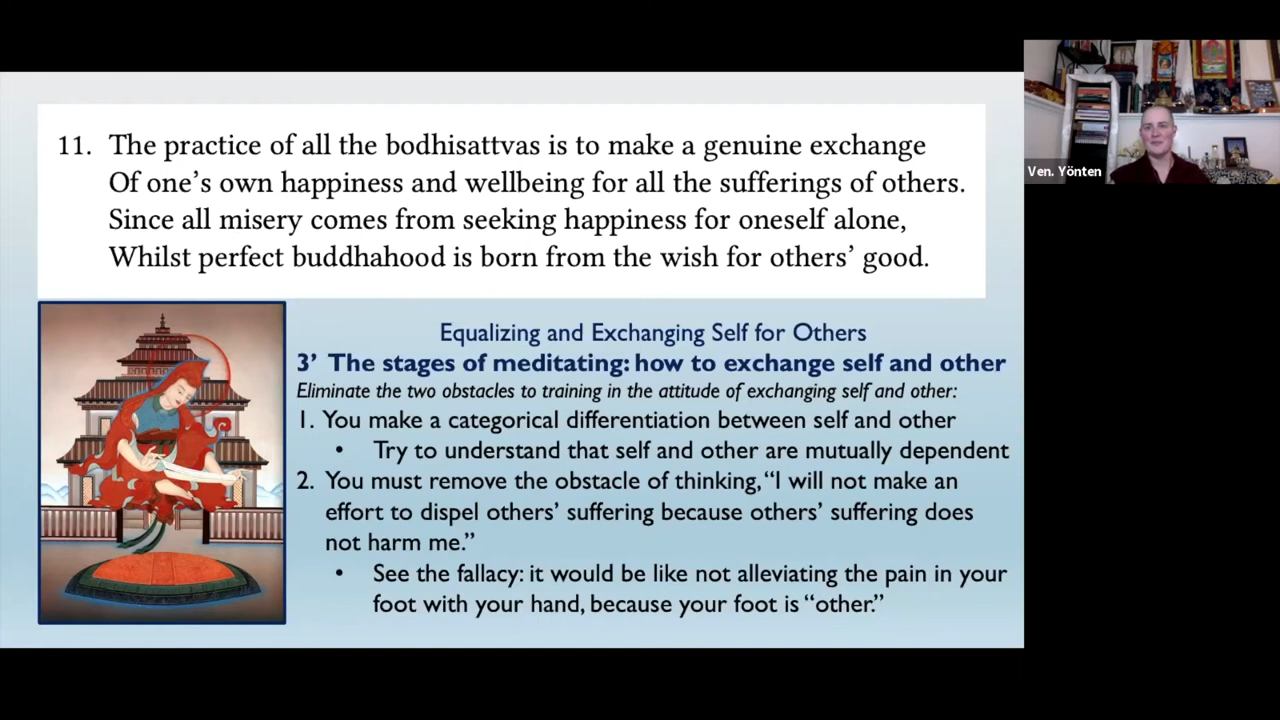 11. The practice of all the bodhisattvas is to make a genuine exchange
Of one’s own happiness and wellbeing for all the sufferings of others.
Since all misery comes from seeking happiness for oneself alone,
Whilst perfect buddhahood is born from the wish for others’ good.
Equalizing and Exchanging Self for Others
3’ The stages of meditating: how to exchange self and other
Eliminate the two obstacles to training in the attitude of exchanging self and other:
1. You make a categorical differentiation between self and other
• Try to understand that self and other are mutually dependent
2. You must remove the obstacle of thinking, “I will not make an
effort to dispel others’ suffering because others’ suffering does
not harm me.”
• See the fallacy: it would be like not alleviating the pain in your
foot with your hand, because your foot is “other.”
Ven. Yönten